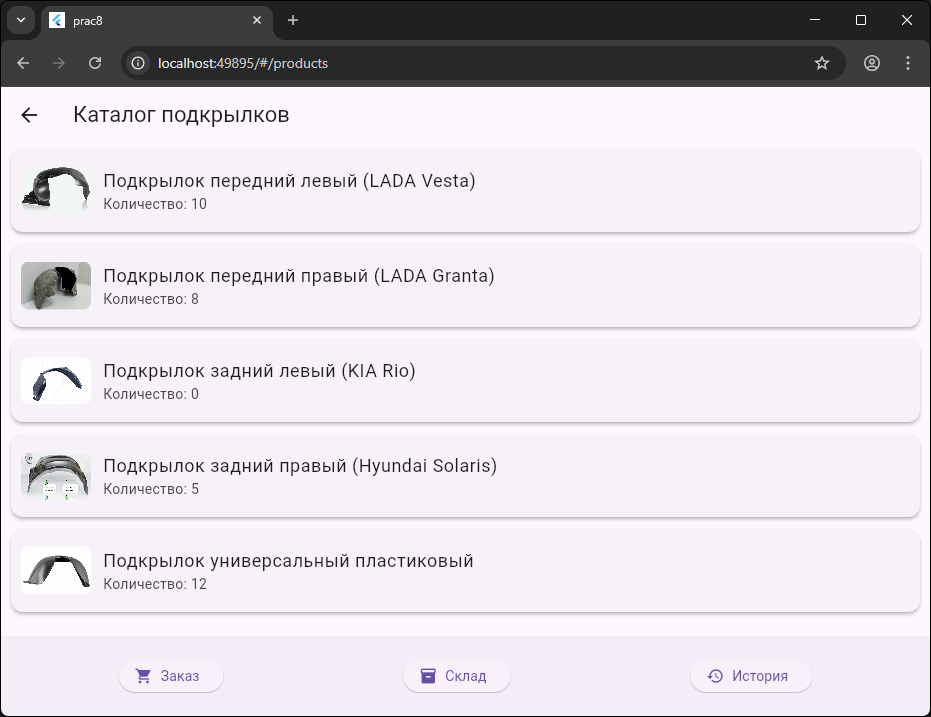 prac8
localhost:49895/#/products
Каталог подкрылков
Подкрылок передний левый (LADA Vesta)
Количество: 10
Подкрылок передний правый (LADA Granta)
Количество: 8
Подкрылок задний левый (KIA Rio)
Количество: 0
Подкрылок задний правый (Hyundai Solaris)
Количество: 5
Подкрылок универсальный пластиковый
Количество: 12
Заказ
Склад
История